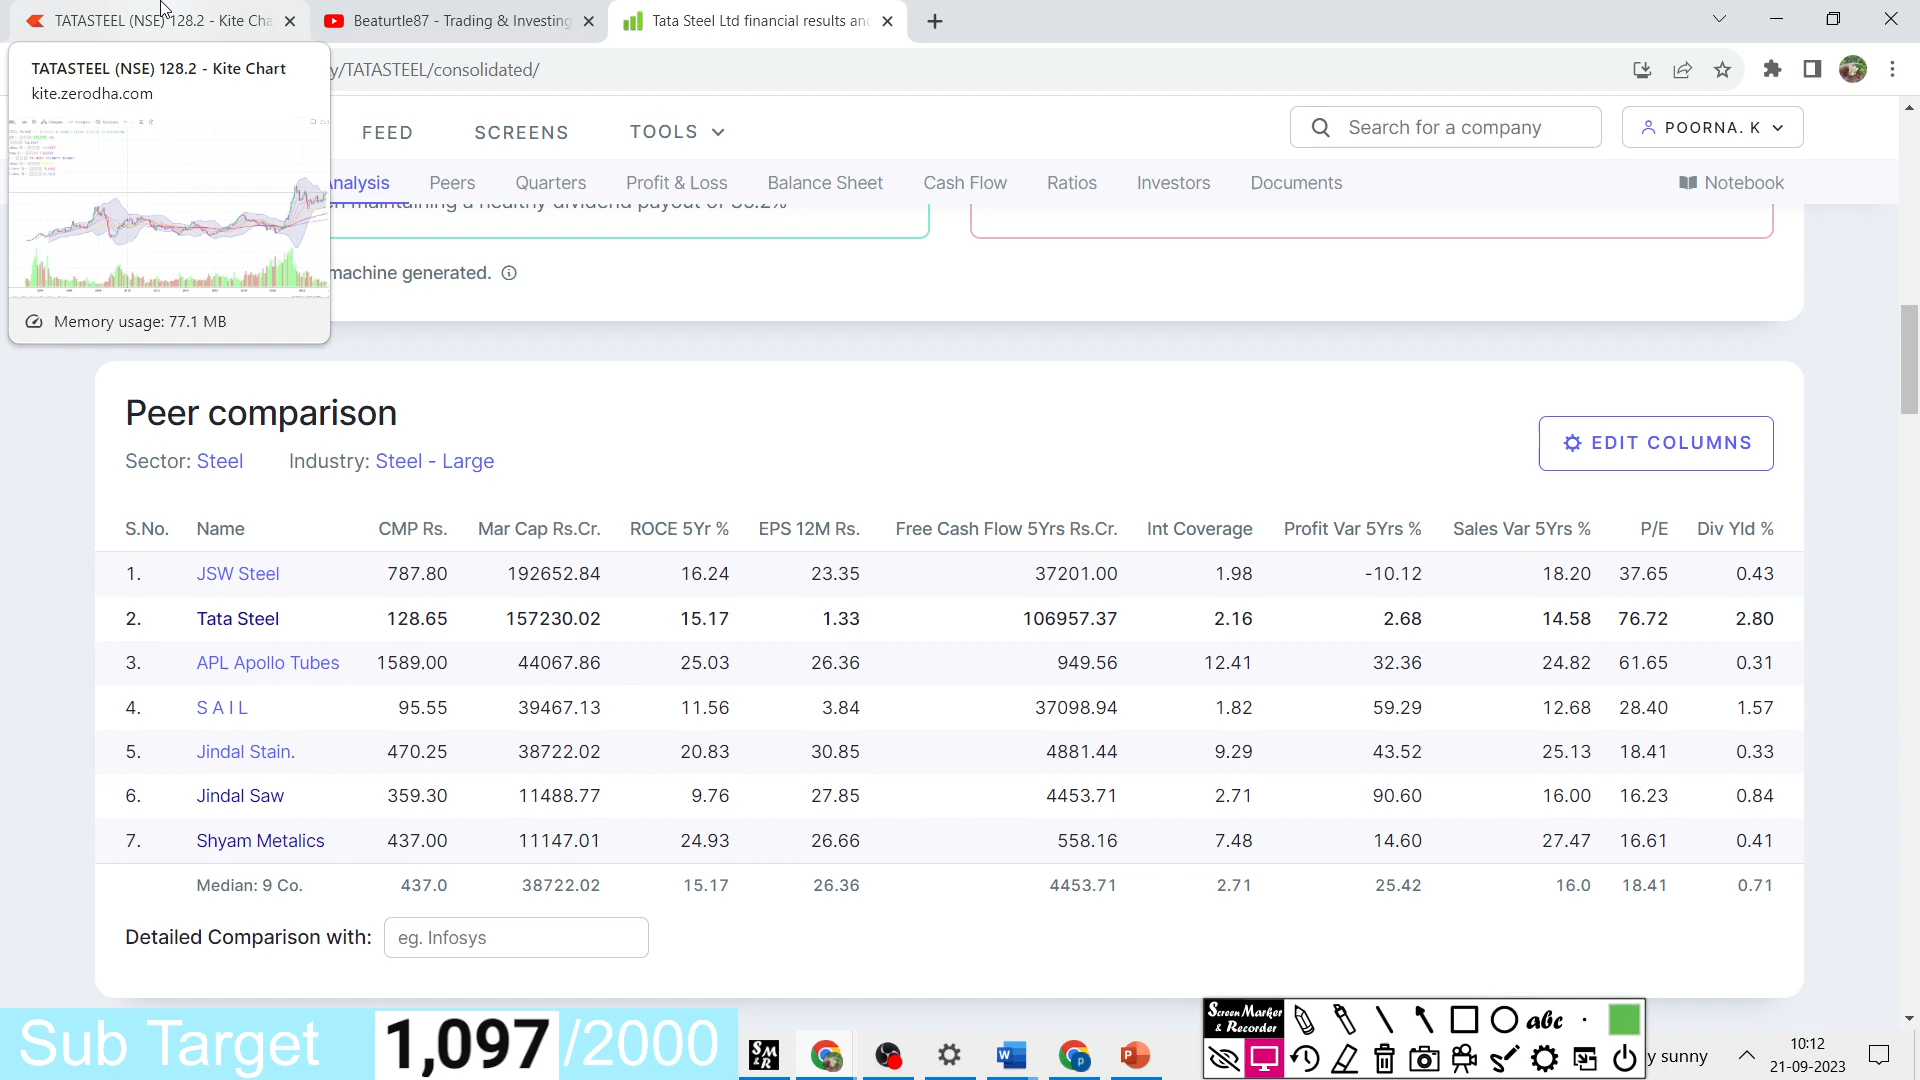 TATASTEEL (NSE) 128.2 - Kite Cha
Beaturtle87 - Trading & Investing
Tata Steel Ltd financial results an
TATASTEEL (NSE) 128.2 - Kite Chart
kite.zerodha.com
y/TATASTEEL/consolidated/
FEED SCREENS TOOLS
Search for a company
POORNA. K
nalysis Peers Quarters Profit & Loss Balance Sheet Cash Flow Ratios Investors Documents
Notebook
machine generated.
Memory usage: 77.1 MB
Peer comparison
Sector: Steel Industry: Steel - Large
EDIT COLUMNS
S.No. Name CMP Rs. Mar Cap Rs.Cr. ROCE 5Yr % EPS 12M Rs. Free Cash Flow 5Yrs Rs.Cr. Int Coverage Profit Var 5Yrs % Sales Var 5Yrs % P/E Div Yld %
1. JSW Steel 787.80 192652.84 16.24 23.35 37201.00 1.98 -10.12 18.20 37.65 0.43
2. Tata Steel 128.65 157230.02 15.17 1.33 106957.37 2.16 2.68 14.58 76.72 2.80
3. APL Apollo Tubes 1589.00 44067.86 25.03 26.36 949.56 12.41 32.36 24.82 61.65 0.31
4. S A I L 95.55 39467.13 11.56 3.84 37098.94 1.82 59.29 12.68 28.40 1.57
5. Jindal Stain. 470.25 38722.02 20.83 30.85 4881.44 9.29 43.52 25.13 18.41 0.33
6. Jindal Saw 359.30 11488.77 9.76 27.85 4453.71 2.71 90.60 16.00 16.23 0.84
7. Shyam Metalics 437.00 11147.01 24.93 26.66 558.16 7.48 14.60 27.47 16.61 0.41
Median: 9 Co. 437.0 38722.02 15.17 26.36 4453.71 2.71 25.42 16.0 18.41 0.71
Detailed Comparison with: eg. Infosys
Sub Target 1,097 /2000
Screen Marker
& Recorder
abc
y sunny
10:12
21-09-2023